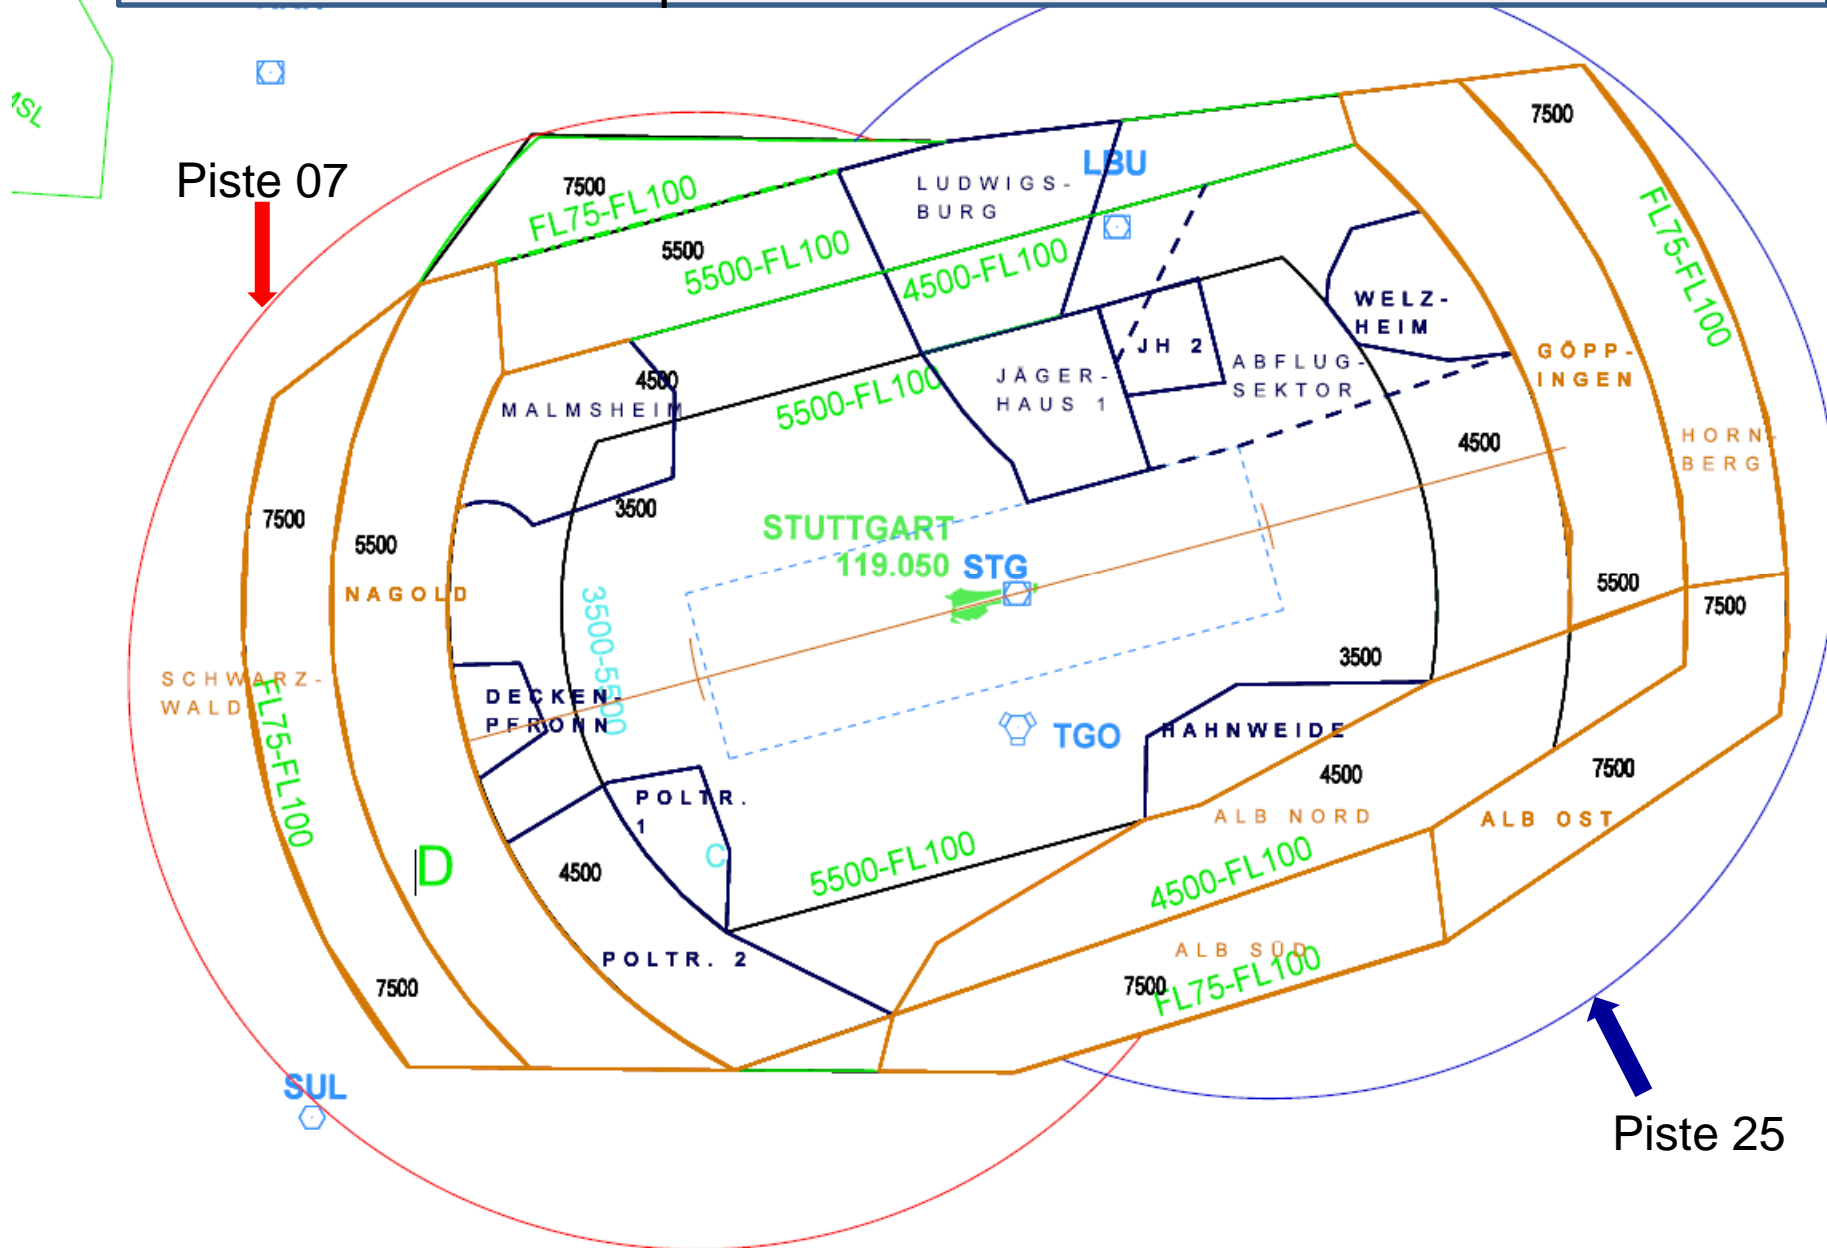 MSL
Piste 07
7500
FL75-FL100
5500
5500-FL100
LUDWIGS-
BURG
LBU
4500-FL100
7500
FL75-FL100
WELZ-
HEIM
JH 2
GÖPP-
INGEN
ABFLUG-
SEKTOR
JÄGER-
HAUS 1
4500
MALMSHEIM
5500-FL100
HORN-
BERG
4500
7500
3500
5500
STUTTGART
119.050
STG
NAGOLD
3500-5500
5500
7500
3500
SCHWARZ-
WALD
FL75-FL100
DECKEN-
PFRONN
TGO
HAHNWEIDE
4500
7500
POLTR.
1
C
ALB NORD
ALB OST
D
4500
5500-FL100
4500-FL100
POLTR. 2
ALB SÜD
7500
7500
FL75-FL100
SUL
Piste 25